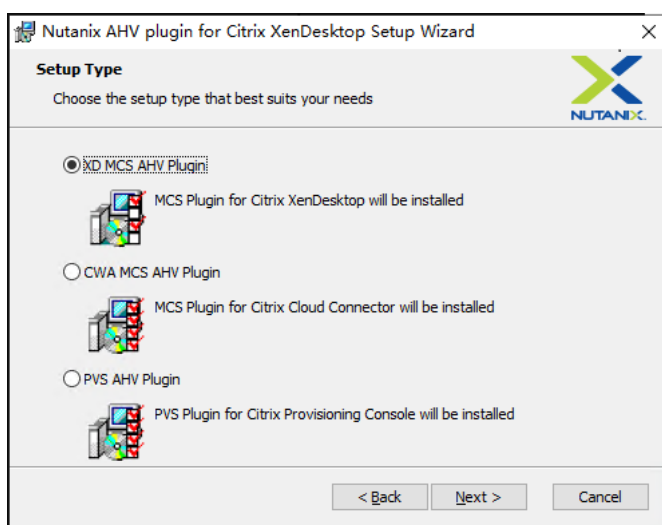 Nutanix AHV plugin for Citrix XenDesktop Setup Wizard
Setup Type
Choose the setup type that best suits your needs
NUTANIX.
XD MCS AHV Plugin
MCS Plugin for Citrix XenDesktop will be installed
CWA MCS AHV Plugin
MCS Plugin for Citrix Cloud Connector will be installed
PVS AHV Plugin
PVS Plugin for Citrix Provisioning Console will be installed
< Back Next > Cancel